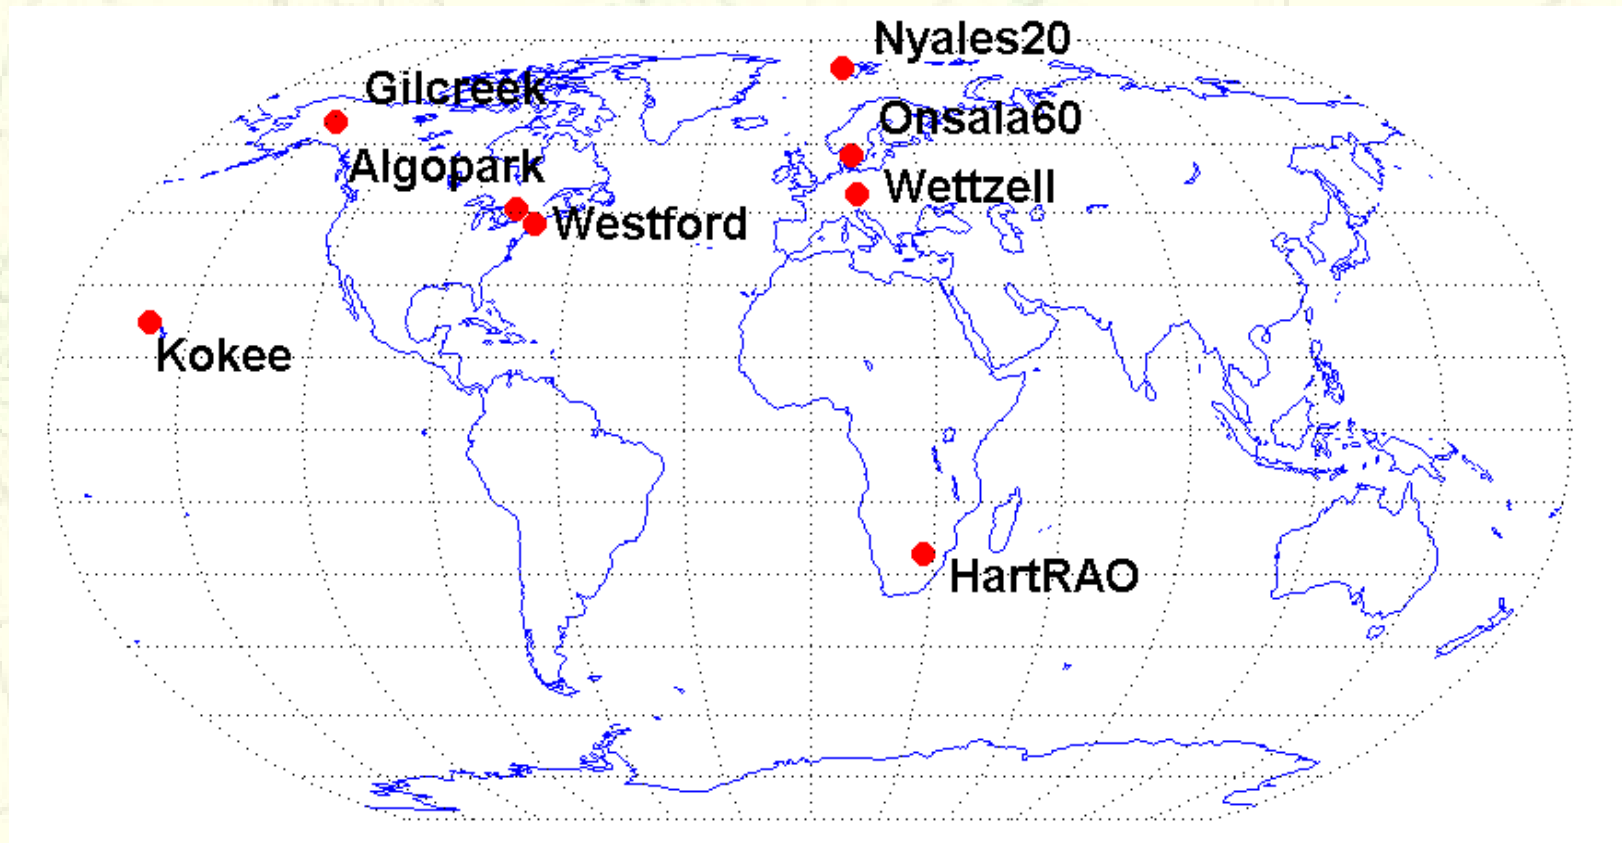 Nyales20
Gilcreek
Onsala60
Algopark
Wettzell
Westford
Kokee
HartRAO